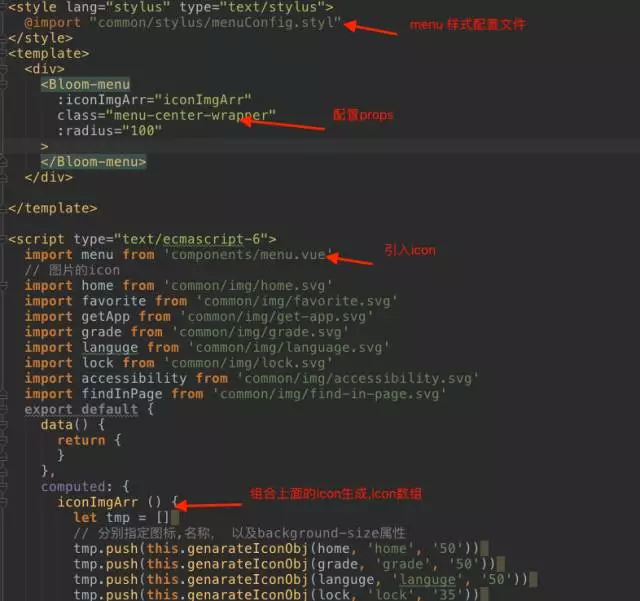 <style lang="stylus" type="text/stylus">
@import "common/stylus/menuConfig.styl"
menu 样式配置文件
</style>
<template>
<div>
<Bloom-menu
:iconImgArr="iconImgArr"
class="menu-center-wrapper"
配置props
:radius="100"
>
</Bloom-menu>
</div>
</template>
<script type="text/ecmascript-6">
import menu from 'components/menu.vue'
引入icon
// 图片的icon
import home from 'common/img/home.svg'
import favorite from 'common/img/favorite.svg'
import getApp from 'common/img/get-app.svg'
import grade from 'common/img/grade.svg'
import languge from 'common/img/language.svg'
import lock from 'common/img/lock.svg'
import accessibility from 'common/img/accessibility.svg'
import findInPage from 'common/img/find-in-page.svg'
export default {
data() {
return {
}
},
computed: {
iconImgArr () {
组合上面的icon生成,icon数组
let tmp = []
// 分别指定图标,名称, 以及background-size属性
tmp.push(this.genarateIconObj(home, 'home', '50'))
tmp.push(this.genarateIconObj(grade, 'grade', '50'))
tmp.push(this.genarateIconObj(languge, 'languge', '50'))
tmp.push(this.genarateIconObj(lock, 'lock', '35'))